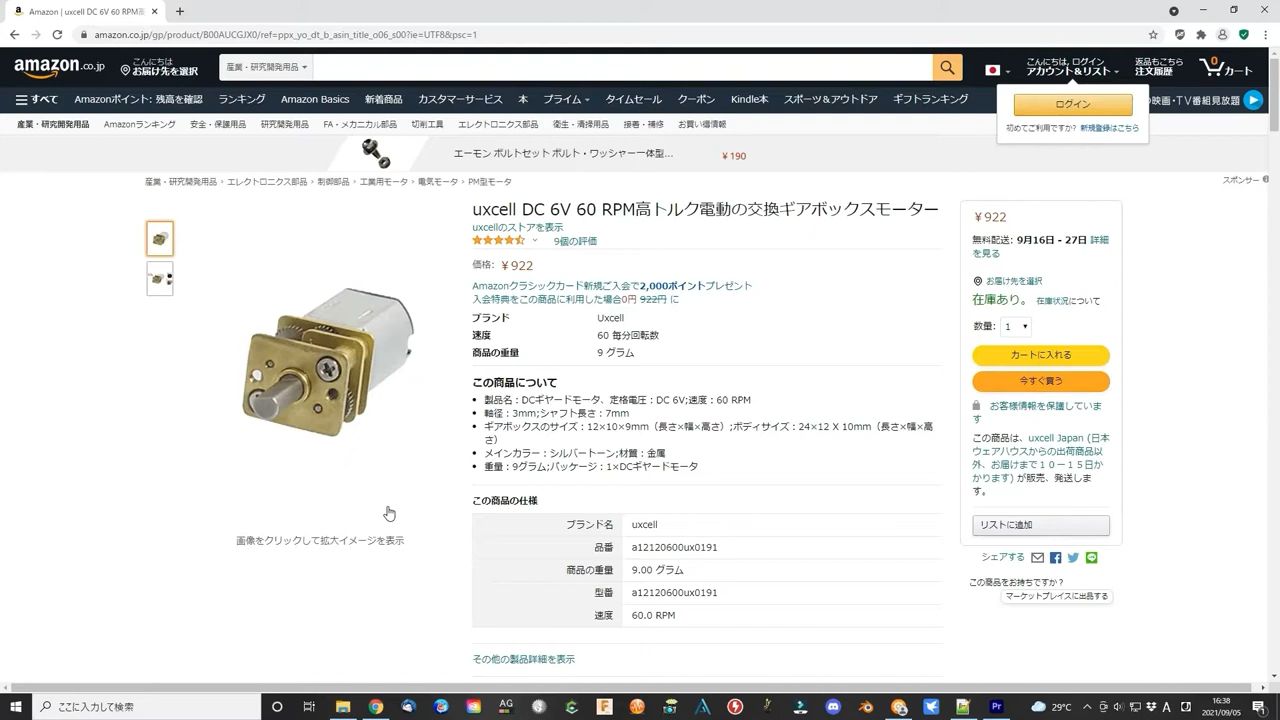 Amazon | uxcell DC 6V 60 RPM高
amazon.co.jp/gp/product/B00AUCGJX0/ref=ppx_yo_dt_b_asin_title_o06_s00?ie=UTF8&psc=1
amazon.co.jp
こんにちは
お届け先を選択
産業・研究開発用品
こんにちは, ログイン
アカウント&リスト
返品もこちら
注文履歴
0
カート
すべて
Amazonポイント: 残高を確認
ランキング
Amazon Basics
新着商品
カスタマーサービス
本
プライム
タイムセール
クーポン
Kindle本
スポーツ&アウトドア
ギフトランキング
映画・TV番組見放題
ログイン
初めてご利用ですか? 新規登録はこちら
産業・研究開発用品
Amazonランキング
安全・保護用品
研究開発用品
FA・メカニカル部品
切削工具
エレクトロニクス部品
衛生・清掃用品
接着・補修
お買い得情報
エーモン ボルトセット ボルト・ワッシャー一体型...
¥190
スポンサー
産業・研究開発用品 › エレクトロニクス部品 › 制御部品 › 工業用モータ › 電気モータ › PM型モータ
uxcell DC 6V 60 RPM高トルク電動の交換ギアボックスモーター
uxcellのストアを表示
9個の評価
価格: ¥922
Amazonクラシックカード新規ご入会で2,000ポイントプレゼント
入会特典をこの商品に利用した場合0円 922円 に
ブランド Uxcell
速度 60 毎分回転数
商品の重量 9 グラム
この商品について
製品名:DCギヤードモータ、定格電圧:DC 6V;速度:60 RPM
軸径:3mm;シャフト長さ:7mm
ギアボックスのサイズ:12×10×9mm(長さ×幅×高さ);ボディサイズ:24×12 X 10mm(長さ×幅×高
さ)
メインカラー:シルバートーン;材質:金属
重量:9グラム;パッケージ:1×DCギヤードモータ
画像をクリックして拡大イメージを表示
この商品の仕様
ブランド名 uxcell
品番 a12120600ux0191
商品の重量 9.00 グラム
型番 a12120600ux0191
速度 60.0 RPM
その他の製品詳細を表示
¥922
無料配送: 9月16日 - 27日 詳細
を見る
お届け先を選択
在庫あり。 在庫状況について
数量: 1
カートに入れる
今すぐ買う
お客様情報を保護していま
す
この商品は、uxcell Japan (日本
ウェアハウスからの出荷商品以
外、お届けまで10－15日か
かります) が販売、発送しま
す。
リストに追加
シェアする
この商品をお持ちですか?
マーケットプレイスに出品する
ここに入力して検索
AG
F
Pr
29℃
A
16:38
2021/09/05
1